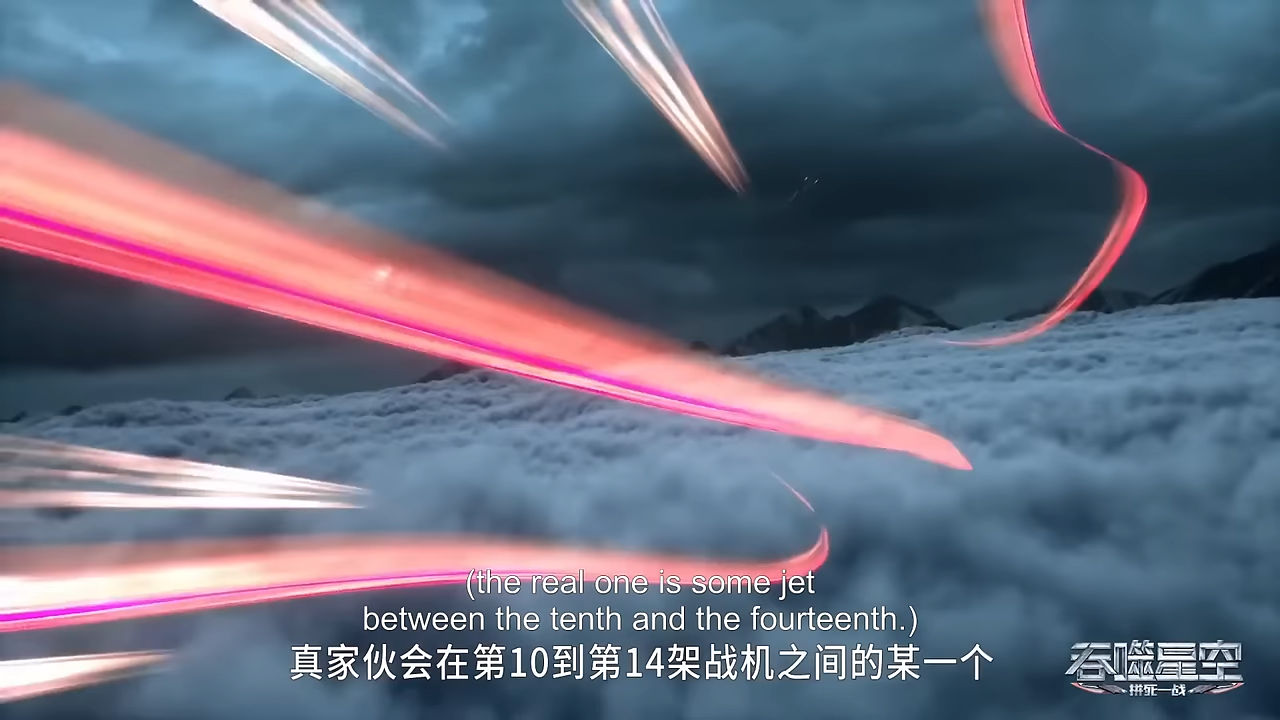 (the real one is some jet
between the tenth and the fourteenth.)
真家伙会在第10到第14架战机之间的某一个
吞噬星空
拼死一战